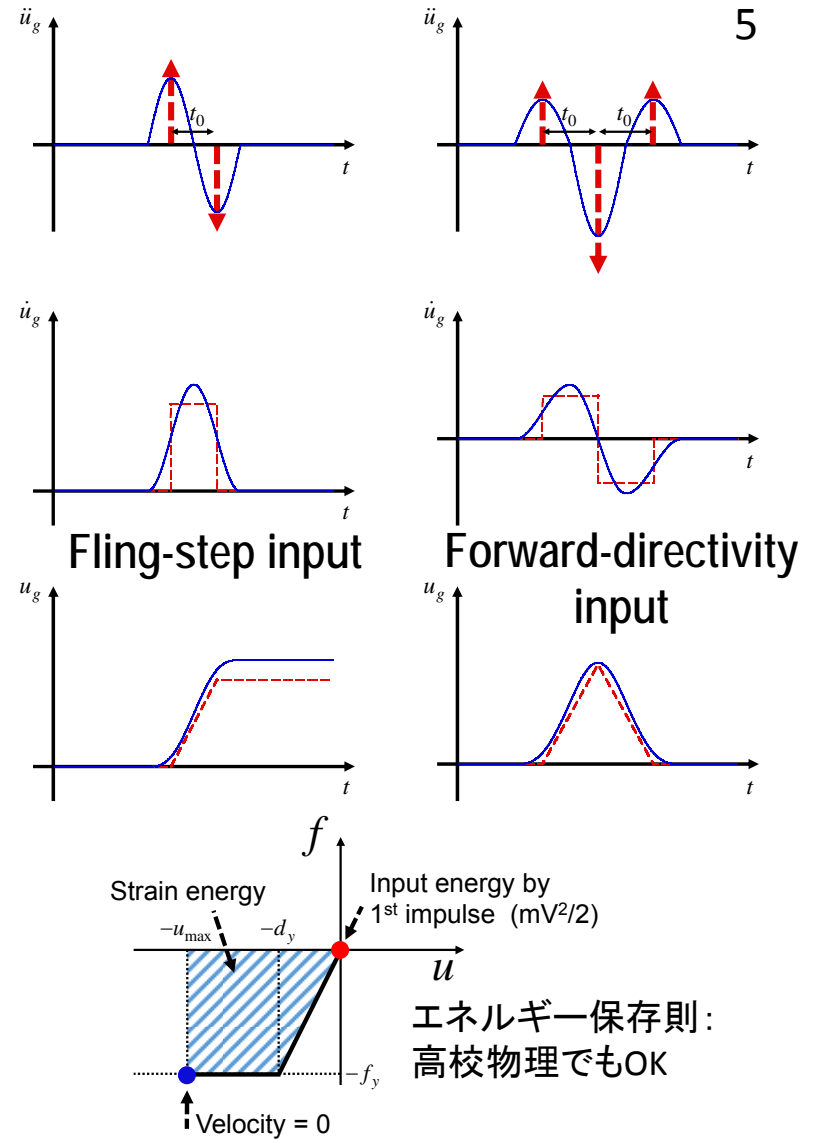 5
ü_g
t_0
t
ü_g
t_0
t_0
t
u̇_g
t
u̇_g
t
Fling-step input
Forward-directivity
input
u_g
t
u_g
t
f
Strain energy
Input energy by
1st impulse (mV²/2)
−u_max
−d_y
u
エネルギー保存則：
高校物理でもOK
−f_y
Velocity = 0